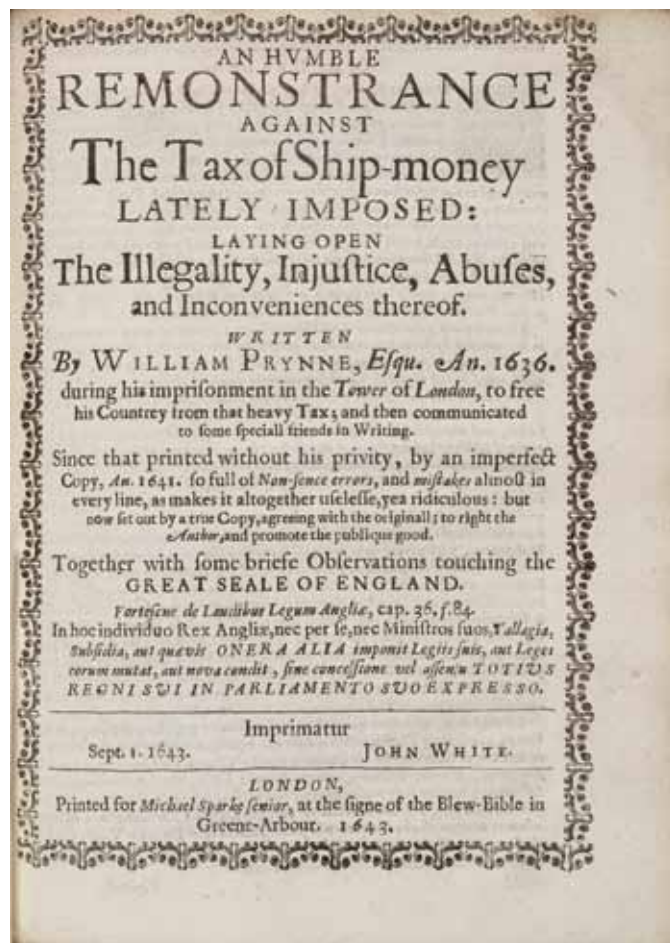 AN HVMBLE
REMONSTRANCE
AGAINST
The Tax of Ship-money
LATELY IMPOSED:
LAYING OPEN
The Illegality, Injuſtice, Abuſes,
and Inconveniences thereof.
WRITTEN
By WILLIAM PRYNNE, Eſqu. An. 1636.
during his impriſonment in the Tower of London, to free
his Countrey from that heavy Tax; and then communicated
to ſome ſpeciall friends in Writing.
Since that printed without his privity, by an imperfect
Copy, An. 1641. ſo full of Non-ſence errors, and miſtakes almoſt in
every line, as makes it altogether uſeleſſe, yea ridiculous: but
now ſet out by a true Copy, agreeing with the originall; to right the
Author, and promote the publique good.
Together with ſome briefe Obſervations touching the
GREAT SEALE OF ENGLAND.
Forteſcue de Laudibus Legum Angliæ, cap. 36. f. 84.
In hoc individuo Rex Angliæ, nec per ſe, nec Miniſtros ſuos, Tallagia,
Subſidia, aut quævis ONERA ALIA imponit Legiis ſuis, aut Leges
eorum mutat, aut nova condit, ſine conceſſione vel aſſenſu TOTIVS
REGNI SVI IN PARLIAMENTO SVO EXPRESSO.
Imprimatur
Sept. 1. 1643. JOHN WHITE.
LONDON,
Printed for Michael Sparke ſenior, at the ſigne of the Blew-Bible in
Greene-Arbour. 1643.